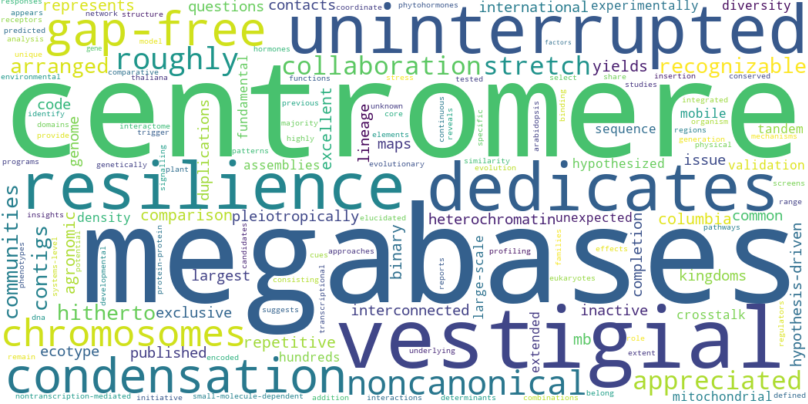 responses
represents
questions
contacts
coordinate
phytohormones
experimentally
diversity
receptors
appears
network
structure
gap-free
uninterrupted
international
predicted
analysis
arranged
roughly
model
gene
unique
hormones
collaboration
stretch
yields
factors
recognizable
environmental
comparative
thaliana
centromere
functions
stress
tested
select
share
insertion
conserved
code
identify
domains
provide
genome
duplications
fundamental
previous
majority
highly
excellent
lineage
unknown
core
elements
maps
continuous
reveals
specific
arabidopsis
binding
sequence
studies
integrated
mobile
organism
regions
generation
mechanisms
physical
tandem
interactome
trigger
signalling
plant
patterns
programs
genetically
assemblies
evolutionary
similarity
evolution
hypothesized
issue
validation
resilience
dedicates
insights
phenotypes
communities
contigs
systems-level
agronomic
potential
density
comparison
pleiotropically
elucidated
heterochromatin
unexpected
columbia
common
screens
range
megabases
developmental
protein-protein
largest
candidates
cues
consisting
suggests
transcriptional
approaches
binary
profiling
reports
large-scale
families
eukaryotes
effects
completion
pathways
kingdoms
hypothesis-driven
hitherto
exclusive
interconnected
inactive
crosstalk
dna
chromosomes
repetitive
vestigial
extended
mb
role
regulators
ecotype
published
hundreds
underlying
extent
remain
encoded
condensation
noncanonical
belong
appreciated
nontranscription-mediated
initiative
small-molecule-dependent
addition
interactions
determinants
combinations
mitochondrial
defined